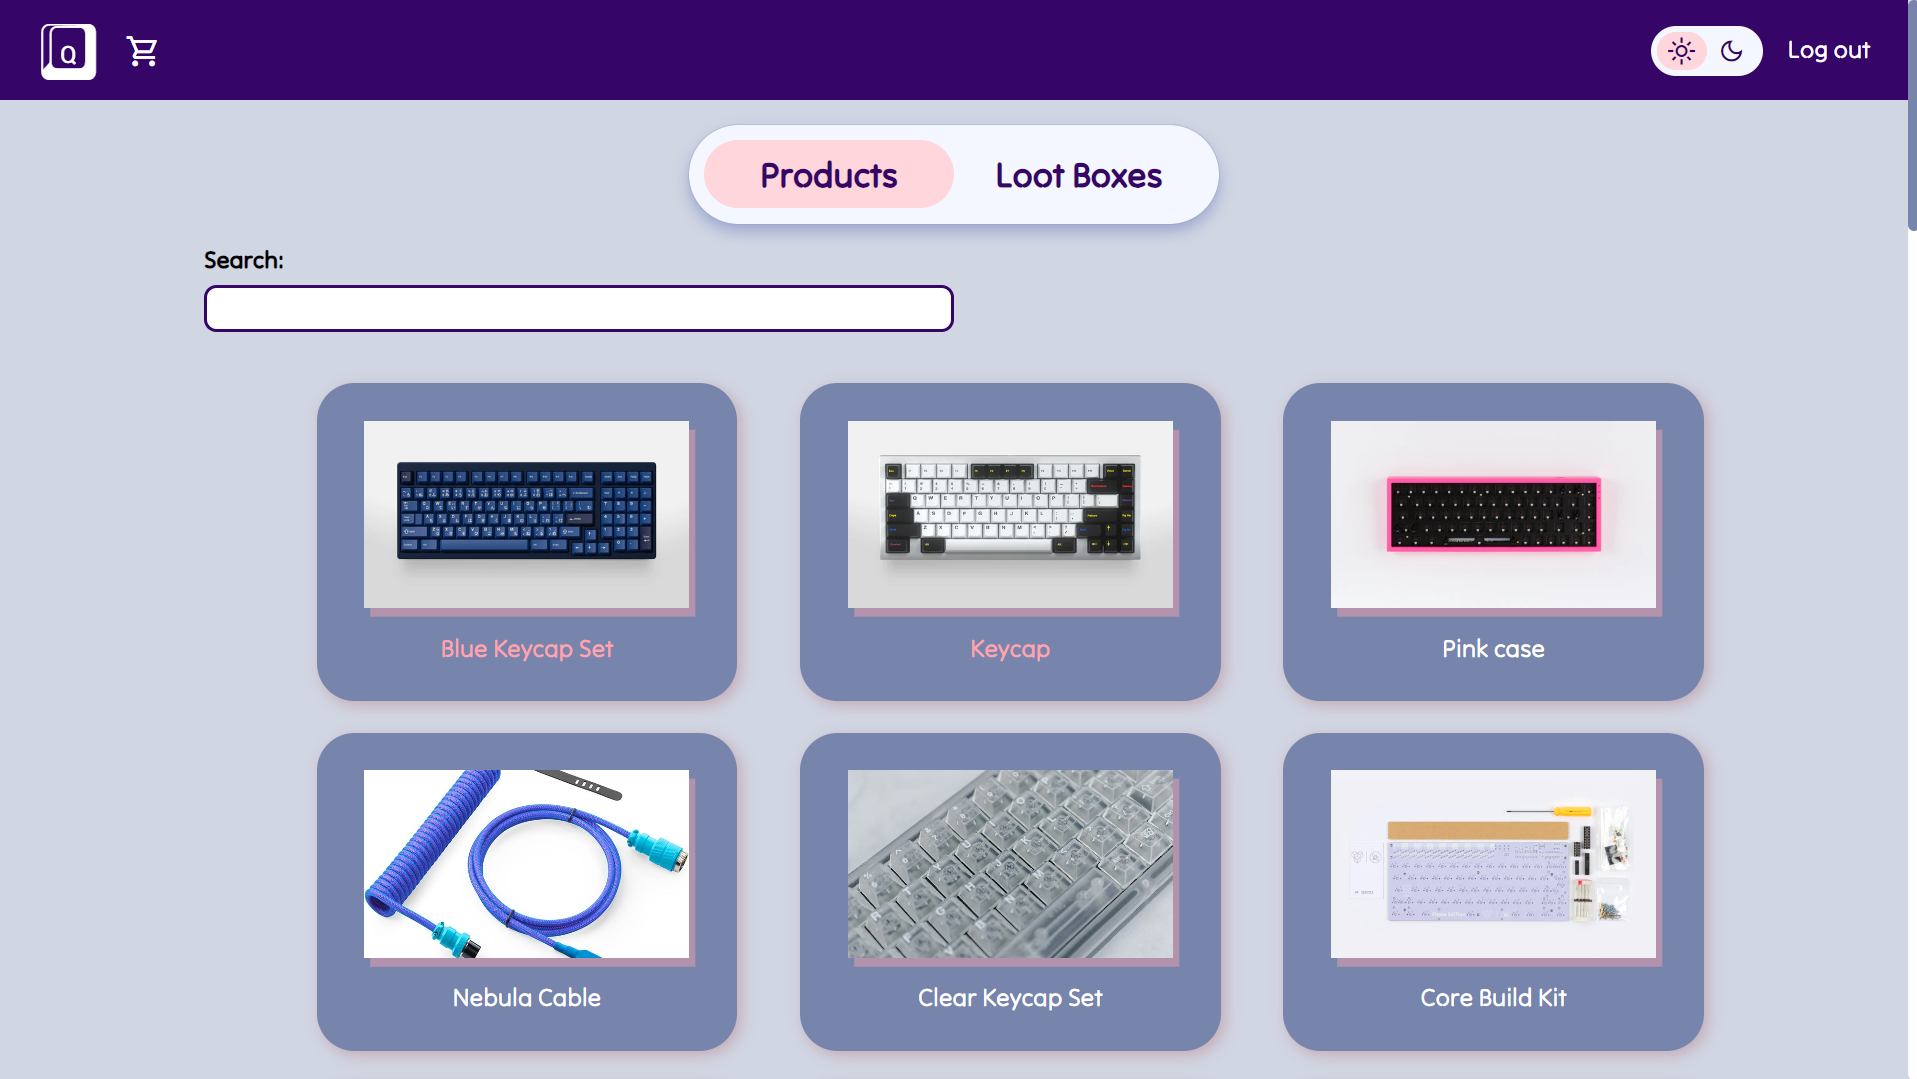 Q
Log out
Products
Loot Boxes
Search:
Blue Keycap Set
Keycap
Pink case
Nebula Cable
Clear Keycap Set
Core Build Kit